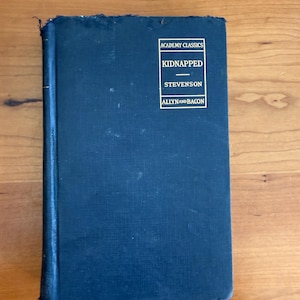 ACADEMY CLASSICS
KIDNAPPED
STEVENSON
ALLYN AND BACON